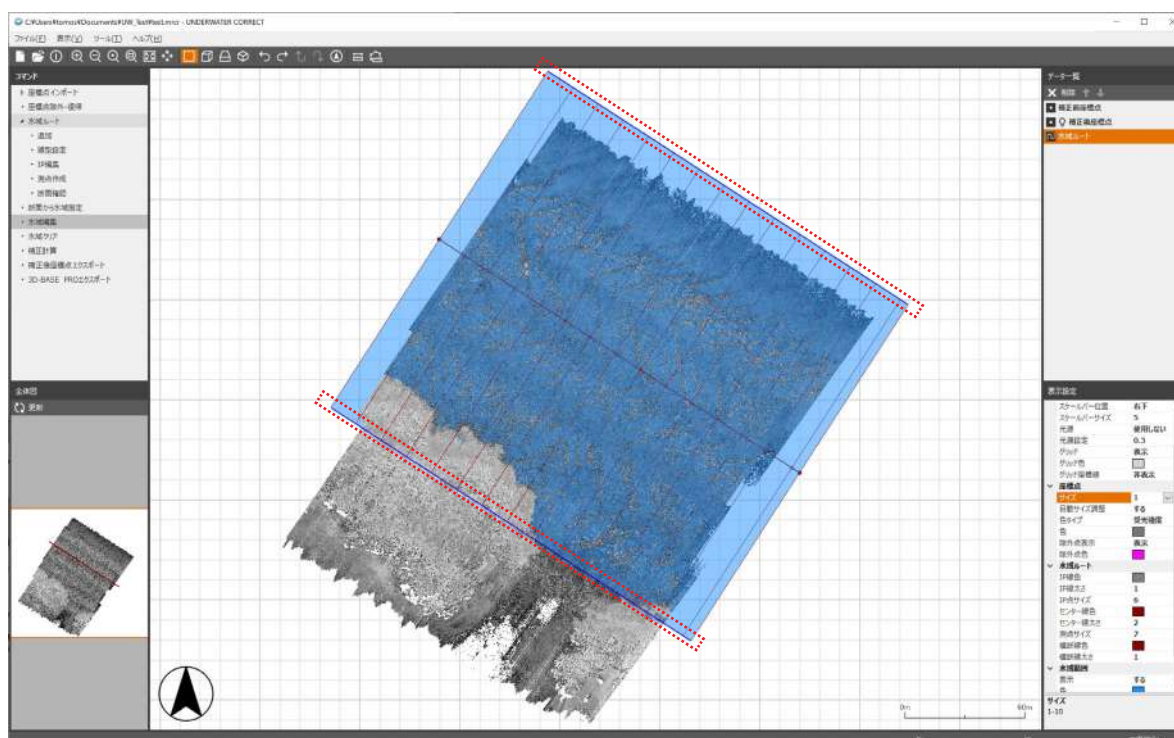 C:¥Users¥tomos¥Documents¥UW_Test¥test.mncr - UNDERWATER CORRECT
ファイル(F) 表示(V) ツール(T) ヘルプ(H)
コマンド
座標点インポート
座標点除外・復帰
水域ルート
追加
線型設定
IP編集
測点作成
断面確認
断面から水域指定
水域編集
水域クリア
補正計算
補正後座標点エクスポート
3D-BASE PROエクスポート
全体図
更新
0m 60m
データ一覧
削除
補正前座標点
補正後座標点
水域ルート
表示設定
スケールバー位置 右下
スケールバーサイズ 5
光源 使用しない
光源設定 0.3
グリッド 表示
グリッド色
グリッド座標線 非表示
座標点
サイズ 1
自動サイズ調整 する
色タイプ 受光強度
色
除外点表示 表示
除外点色
水域ルート
IP線色
IP線太さ 1
IP点サイズ 6
センター線色
センター線太さ 2
測点サイズ 7
横断線色
横断線太さ 1
水域範囲
表示 する
色
サイズ
1-10